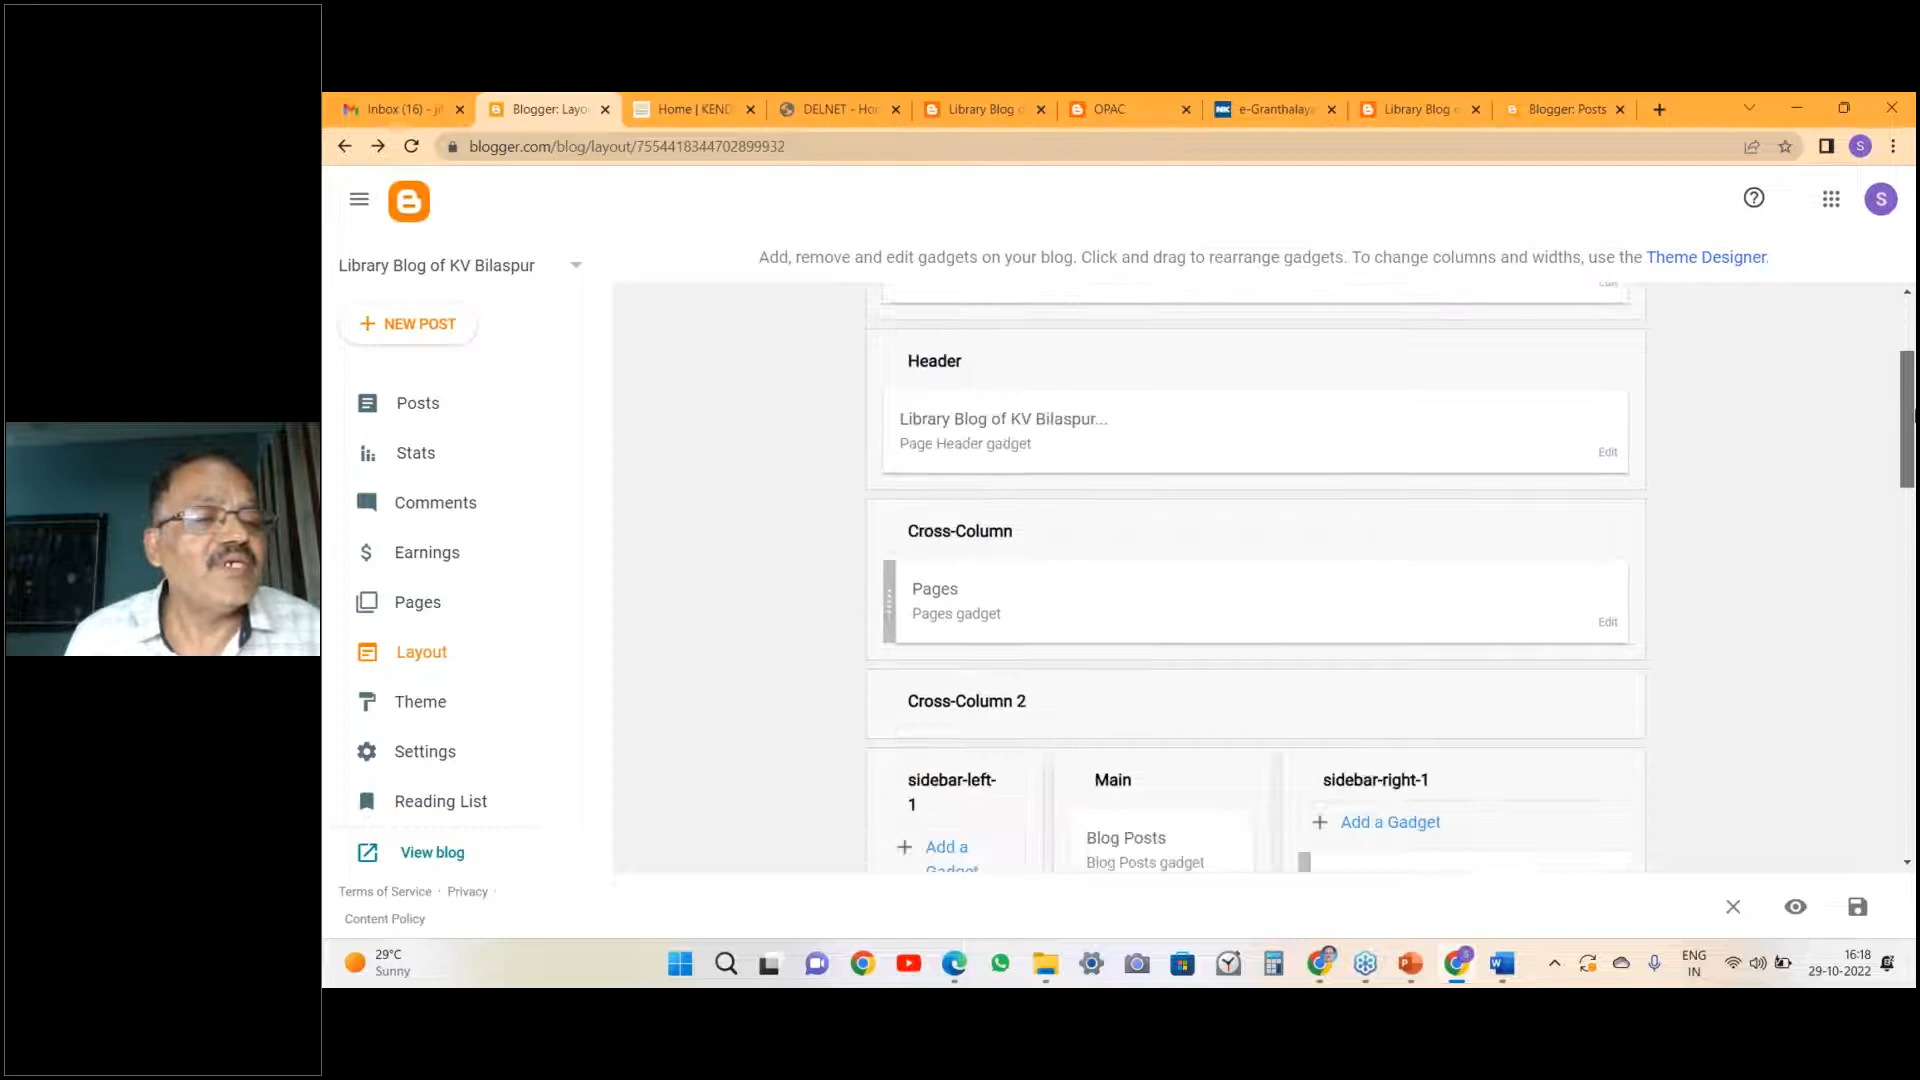 Inbox (16) - ji
Blogger: Layo
Home | KEND
DELNET - Ho
Library Blog o
OPAC
NK
e-Granthalaya
Library Blog o
Blogger: Posts
blogger.com/blog/layout/7554418344702899932
S
S
Library Blog of KV Bilaspur
Add, remove and edit gadgets on your blog. Click and drag to rearrange gadgets. To change columns and widths, use the Theme Designer.
NEW POST
Posts
Stats
Comments
Earnings
Pages
Layout
Theme
Settings
Reading List
View blog
Terms of Service · Privacy ·
Content Policy
Edit
Header
Library Blog of KV Bilaspur...
Page Header gadget
Edit
Cross-Column
Pages
Pages gadget
Edit
Cross-Column 2
sidebar-left-
1
Add a
Gadget
Main
Blog Posts
Blog Posts gadget
sidebar-right-1
Add a Gadget
29°C
Sunny
ENG
IN
16:18
29-10-2022